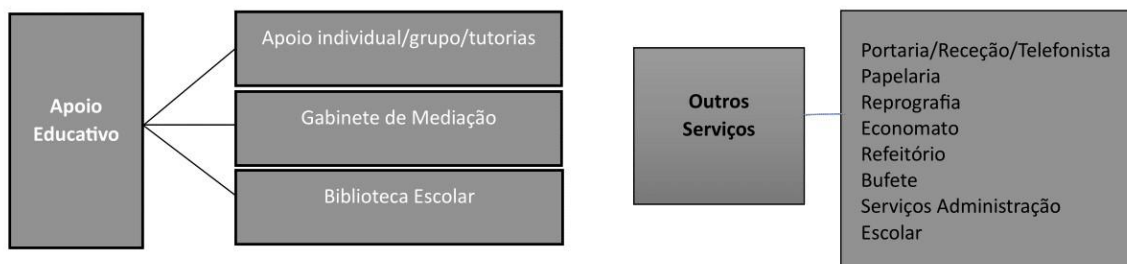 Apoio
Educativo
Apoio individual/grupo/tutorias
Gabinete de Mediação
Biblioteca Escolar
Outros
Serviços
Portaria/Receção/Telefonista
Papelaria
Reprografia
Economato
Refeitório
Bufete
Serviços Administração
Escolar